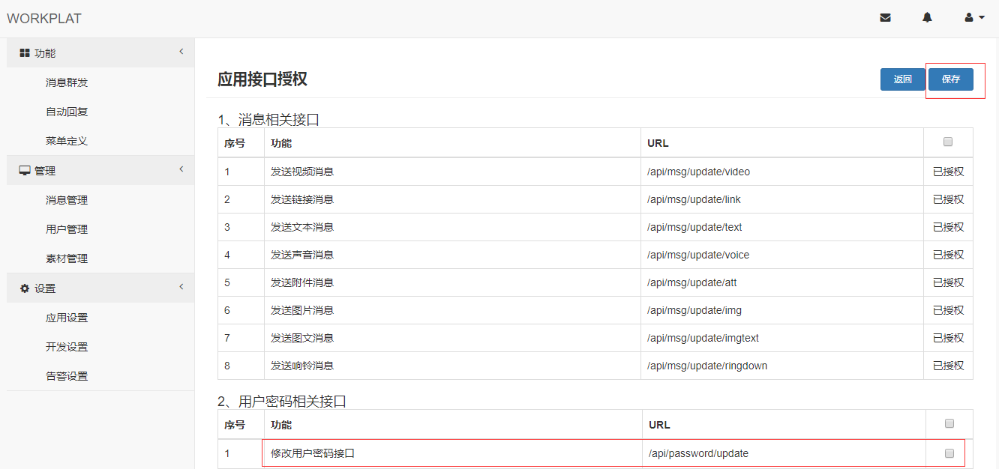 WORKPLAT
功能
消息群发
自动回复
菜单定义
管理
消息管理
用户管理
素材管理
设置
应用设置
开发设置
告警设置
应用接口授权
返回 保存
1、消息相关接口
序号 功能 URL
1 发送视频消息 /api/msg/update/video 已授权
2 发送链接消息 /api/msg/update/link 已授权
3 发送文本消息 /api/msg/update/text 已授权
4 发送声音消息 /api/msg/update/voice 已授权
5 发送附件消息 /api/msg/update/att 已授权
6 发送图片消息 /api/msg/update/img 已授权
7 发送图文消息 /api/msg/update/imgtext 已授权
8 发送响铃消息 /api/msg/update/ringdown 已授权
2、用户密码相关接口
序号 功能 URL
1 修改用户密码接口 /api/password/update